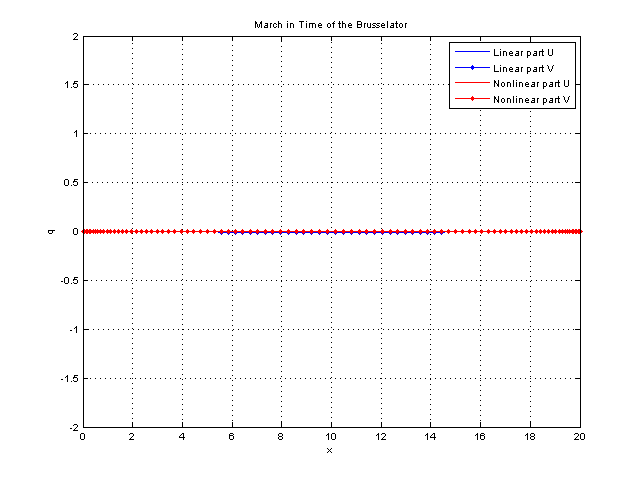 March in Time of the Brusselator
2
1.5
1
0.5
0
-0.5
-1
-1.5
-2
q
Linear part U
Linear part V
Nonlinear part U
Nonlinear part V
0 2 4 6 8 10 12 14 16 18 20
x